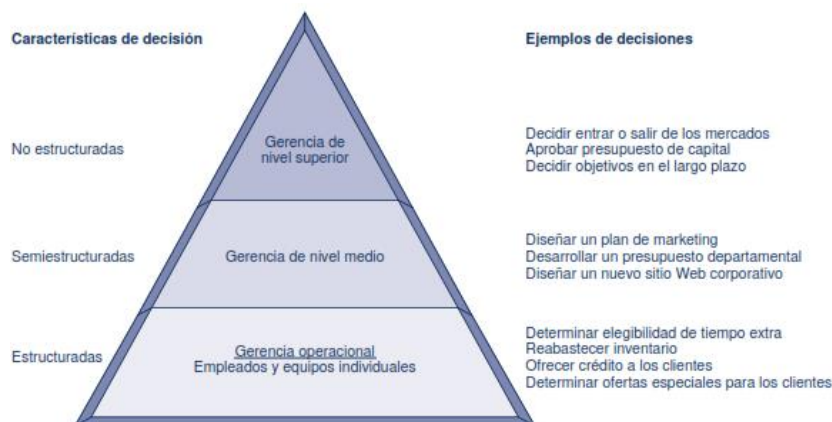 Características de decisión
Ejemplos de decisiones
No estructuradas
Gerencia de
nivel superior
Decidir entrar o salir de los mercados
Aprobar presupuesto de capital
Decidir objetivos en el largo plazo
Semiestructuradas
Gerencia de nivel medio
Diseñar un plan de marketing
Desarrollar un presupuesto departamental
Diseñar un nuevo sitio Web corporativo
Estructuradas
Gerencia operacional
Empleados y equipos individuales
Determinar elegibilidad de tiempo extra
Reabastecer inventario
Ofrecer crédito a los clientes
Determinar ofertas especiales para los clientes